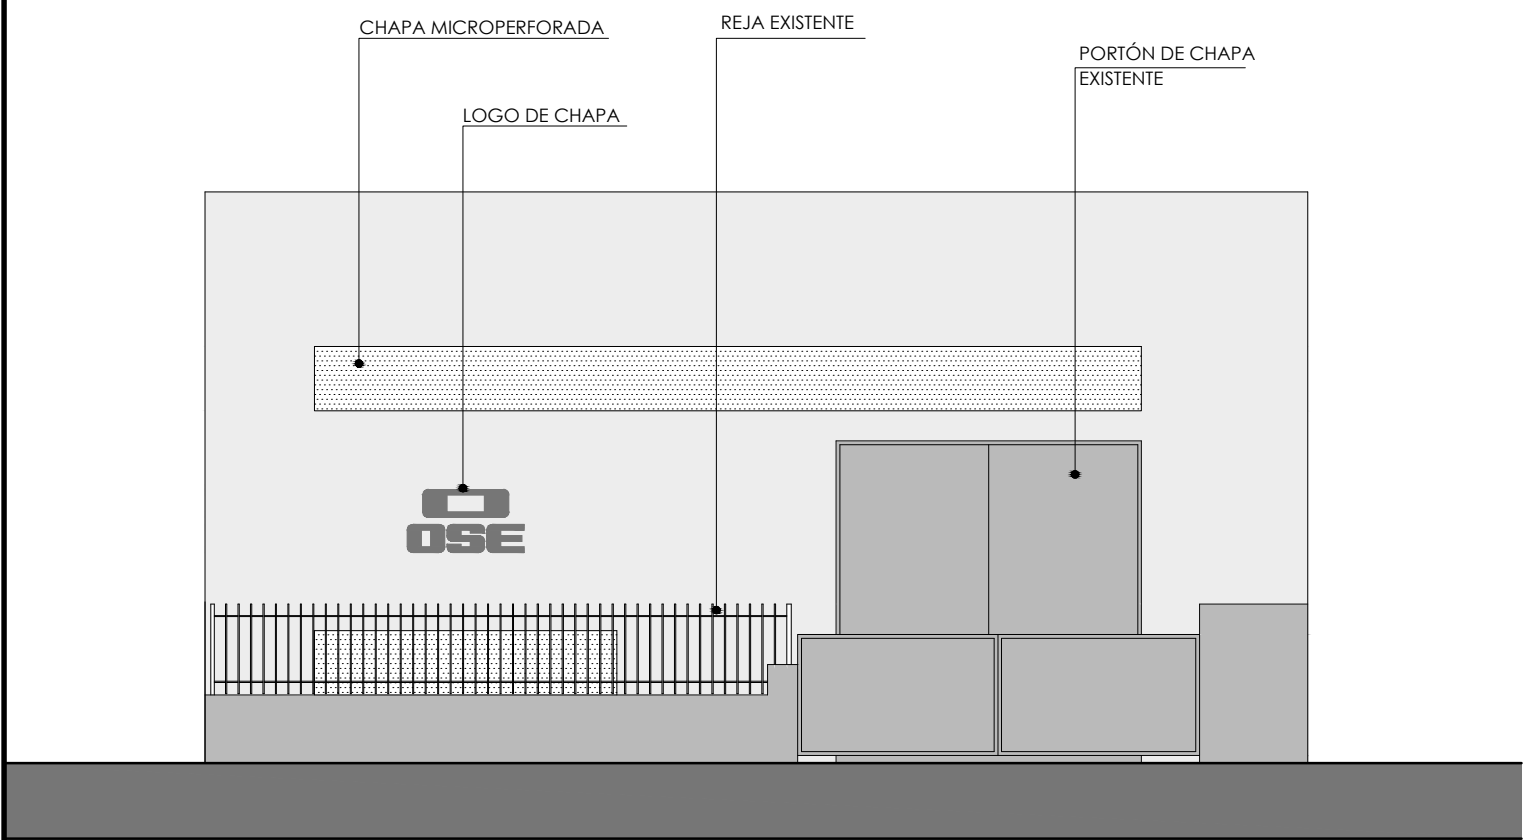 CHAPA MICROPERFORADA
REJA EXISTENTE
PORTÓN DE CHAPA
EXISTENTE
LOGO DE CHAPA
OSE